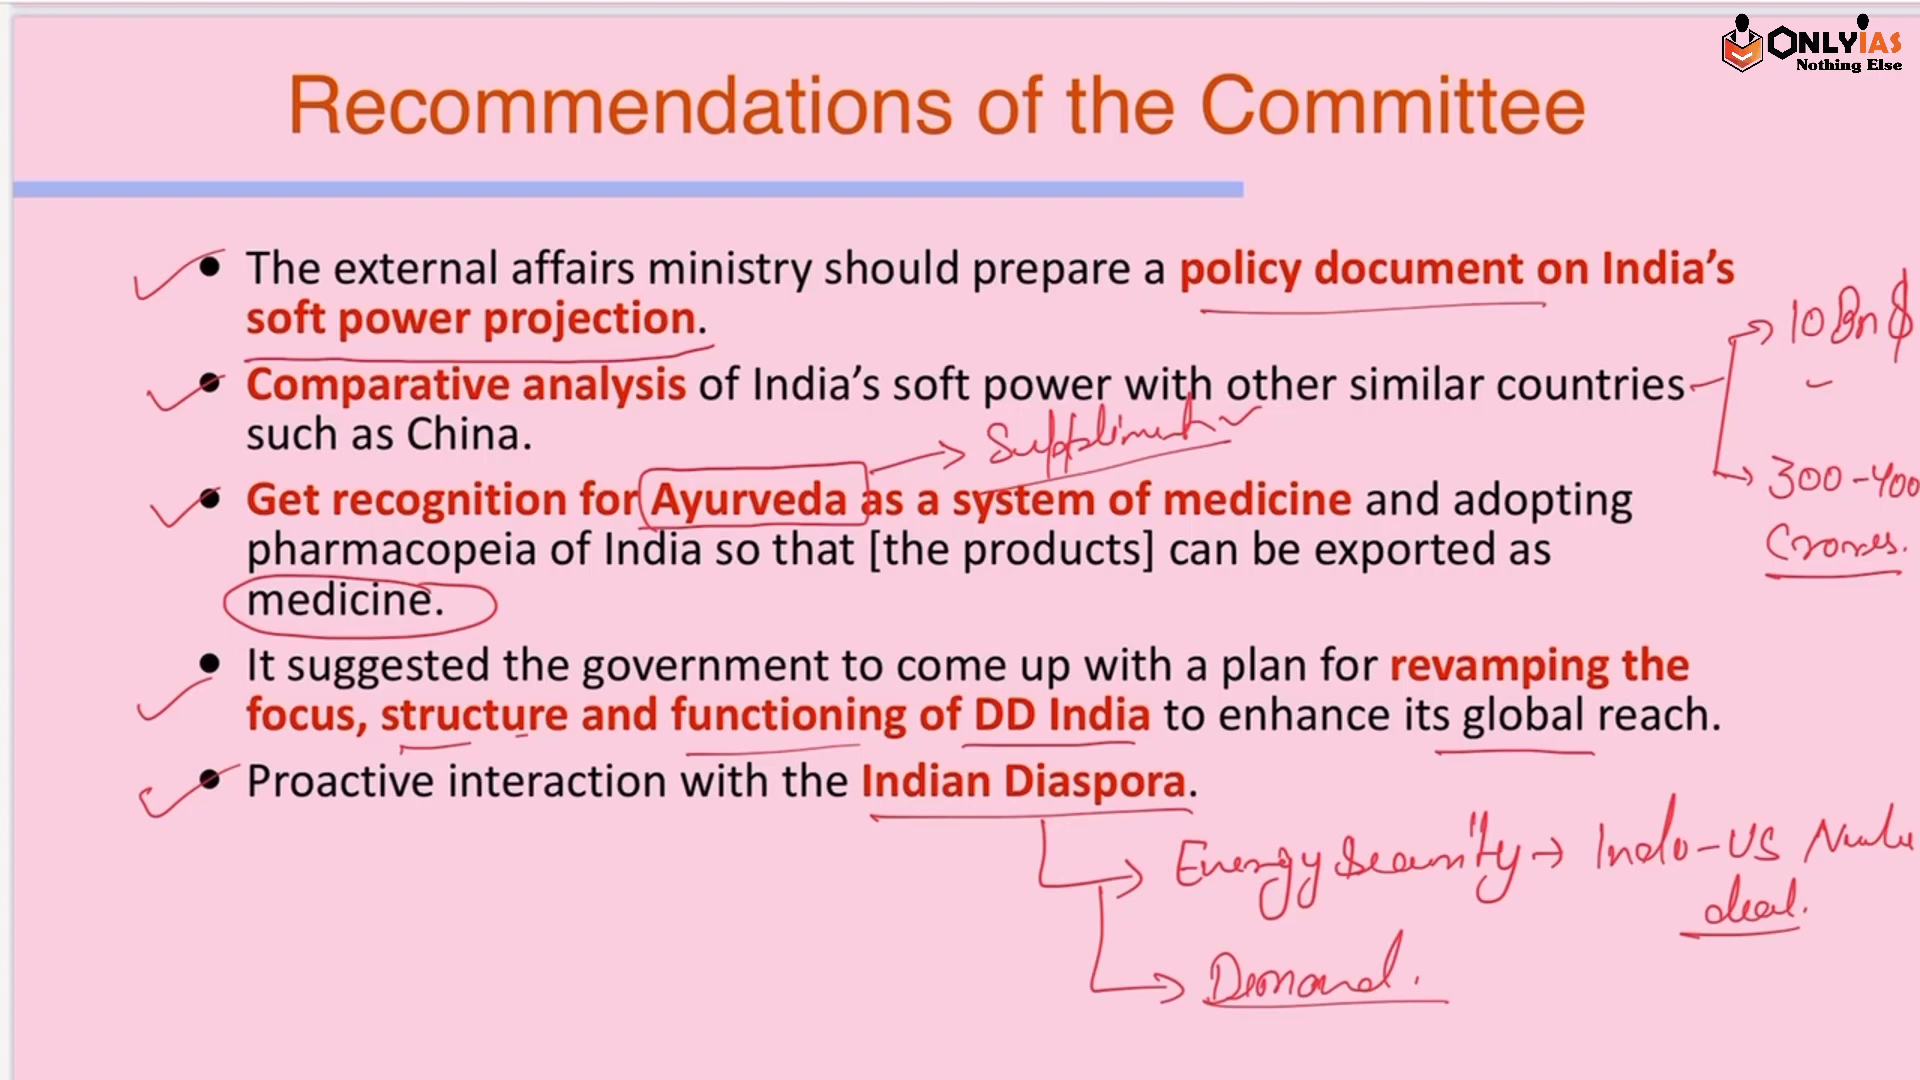 ONLYIAS
Nothing Else
Recommendations of the Committee
● The external affairs ministry should prepare a policy document on India's
soft power projection.
→ 10 Bn $
● Comparative analysis of India's soft power with other similar countries
such as China.
→ Suppliment
→ 300-400
Crores.
● Get recognition for Ayurveda as a system of medicine and adopting
pharmacopeia of India so that [the products] can be exported as
medicine.
● It suggested the government to come up with a plan for revamping the
focus, structure and functioning of DD India to enhance its global reach.
● Proactive interaction with the Indian Diaspora.
→ Energy Security → Indo-US
deal.
→ Demand.